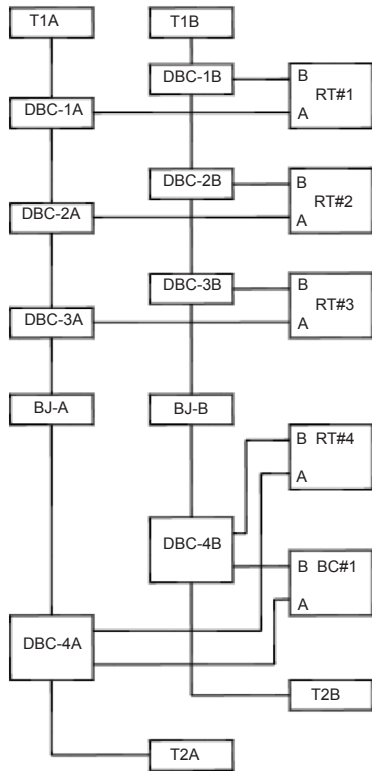 T1A
T1B
DBC-1B
B
RT#1
DBC-1A
A
DBC-2B
B
RT#2
DBC-2A
A
DBC-3B
B
RT#3
DBC-3A
A
BJ-A
BJ-B
B RT#4
A
DBC-4B
B BC#1
A
DBC-4A
T2B
T2A